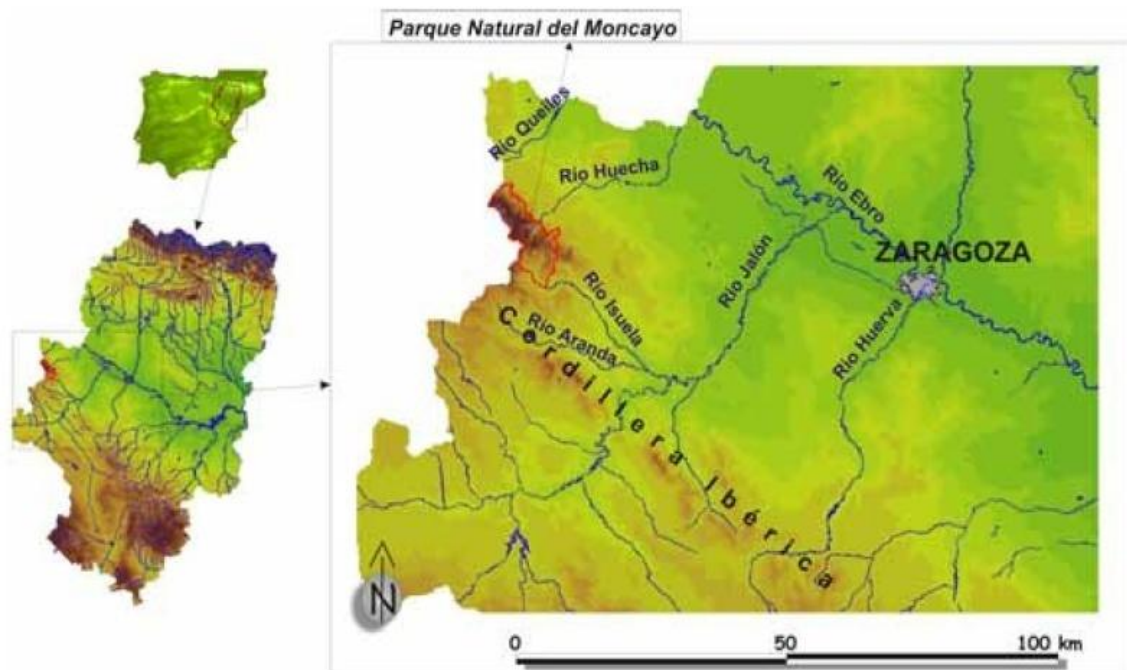 Parque Natural del Moncayo
Río Queiles
Río Huecha
Río Ebro
ZARAGOZA
Río Jalón
Río Isuela
Río Aranda
Río Huerva
Cordillera ibérica
N
0 50 100 km